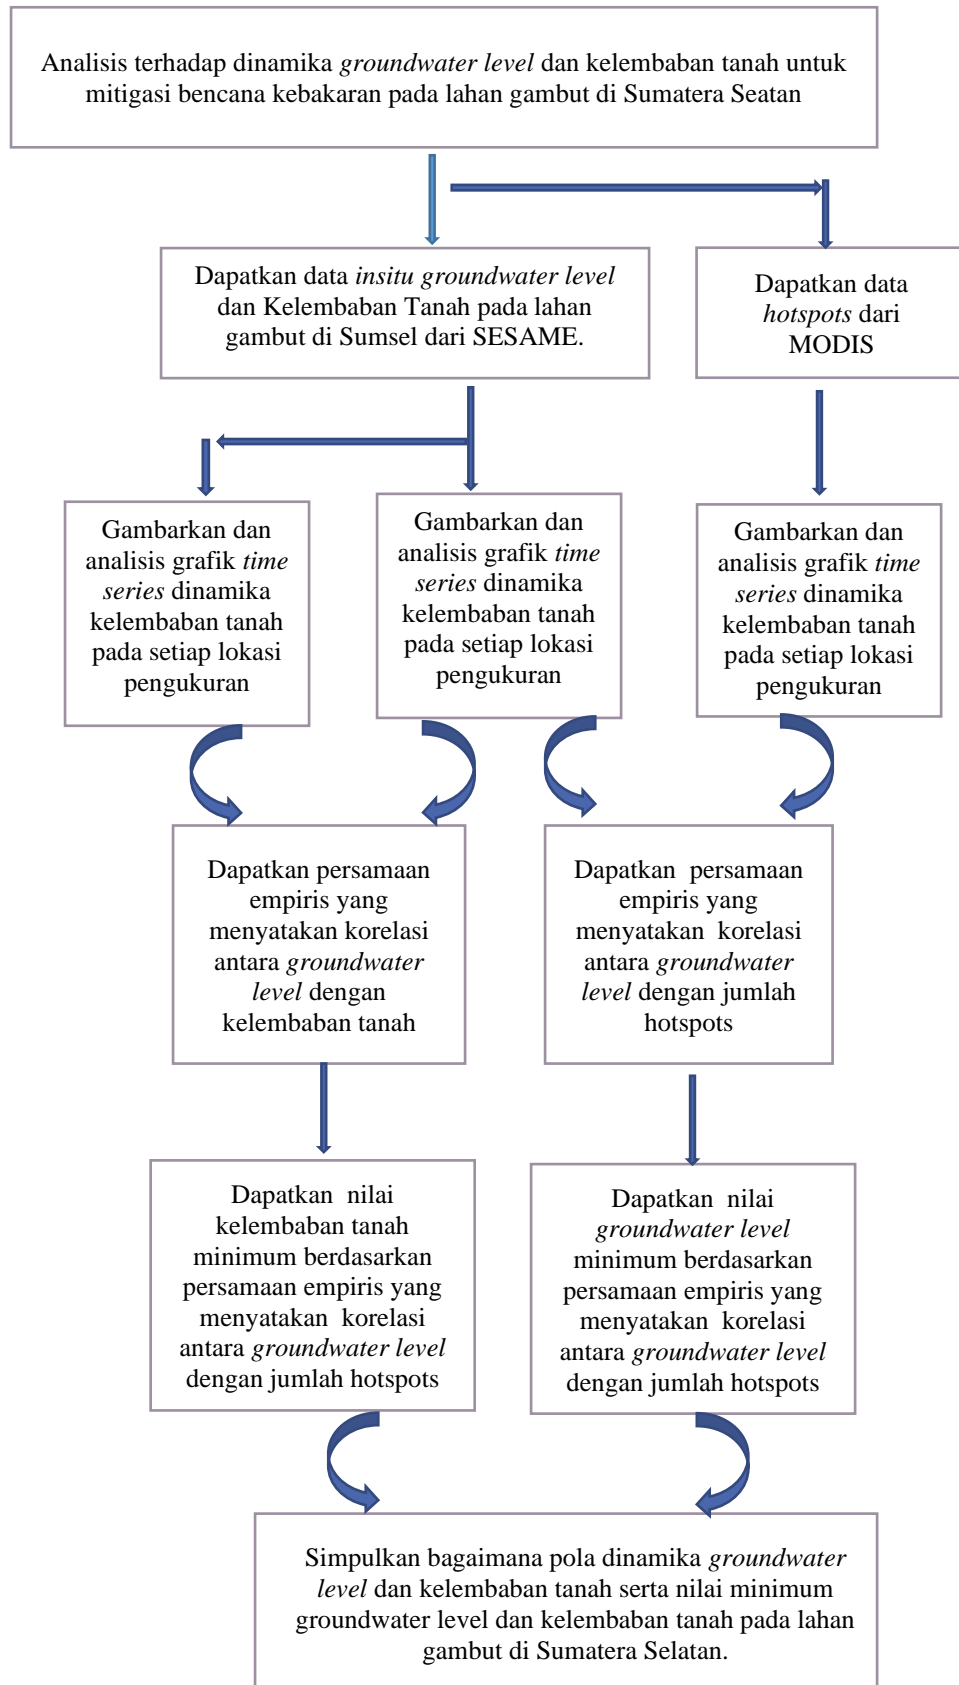 Analisis terhadap dinamika groundwater level dan kelembaban tanah untuk
mitigasi bencana kebakaran pada lahan gambut di Sumatera Seatan
Dapatkan data insitu groundwater level
dan Kelembaban Tanah pada lahan
gambut di Sumsel dari SESAME.
Dapatkan data
hotspots dari
MODIS
Gambarkan dan
analisis grafik time
series dinamika
kelembaban tanah
pada setiap lokasi
pengukuran
Gambarkan dan
analisis grafik time
series dinamika
kelembaban tanah
pada setiap lokasi
pengukuran
Gambarkan dan
analisis grafik time
series dinamika
kelembaban tanah
pada setiap lokasi
pengukuran
Dapatkan persamaan
empiris yang
menyatakan korelasi
antara groundwater
level dengan
kelembaban tanah
Dapatkan persamaan
empiris yang
menyatakan korelasi
antara groundwater
level dengan jumlah
hotspots
Dapatkan nilai
kelembaban tanah
minimum berdasarkan
persamaan empiris yang
menyatakan korelasi
antara groundwater level
dengan jumlah hotspots
Dapatkan nilai
groundwater level
minimum berdasarkan
persamaan empiris yang
menyatakan korelasi
antara groundwater level
dengan jumlah hotspots
Simpulkan bagaimana pola dinamika groundwater
level dan kelembaban tanah serta nilai minimum
groundwater level dan kelembaban tanah pada lahan
gambut di Sumatera Selatan.